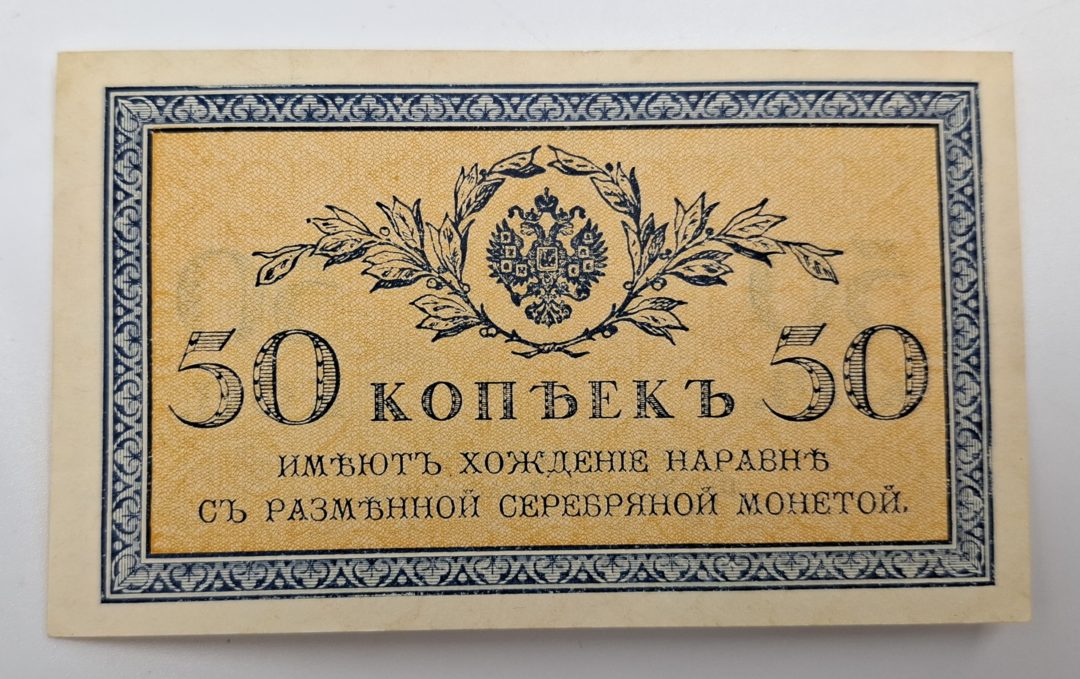 50 КОПѢЕКЪ 50
ИМѢЮТЪ ХОЖДЕНІЕ НАРАВНѢ
СЪ РАЗМѢННОЙ СЕРЕБРЯНОЙ МОНЕТОЙ.